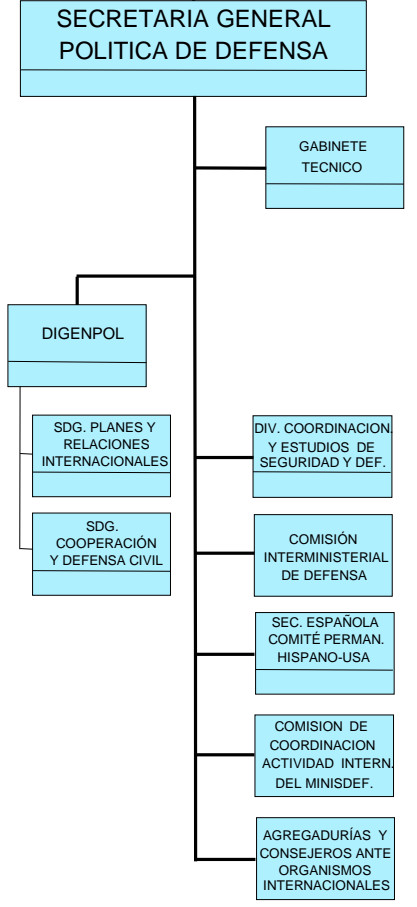 SECRETARIA GENERAL
POLITICA DE DEFENSA
GABINETE
TECNICO
DIGENPOL
SDG. PLANES Y
RELACIONES
INTERNACIONALES
SDG.
COOPERACIÓN
Y DEFENSA CIVIL
DIV. COORDINACION.
Y ESTUDIOS DE
SEGURIDAD Y DEF.
COMISIÓN
INTERMINISTERIAL
DE DEFENSA
SEC. ESPAÑOLA
COMITÉ PERMAN.
HISPANO-USA
COMISION DE
COORDINACION
ACTIVIDAD INTERN.
DEL MINISDEF.
AGREGADURÍAS Y
CONSEJEROS ANTE
ORGANISMOS
INTERNACIONALES